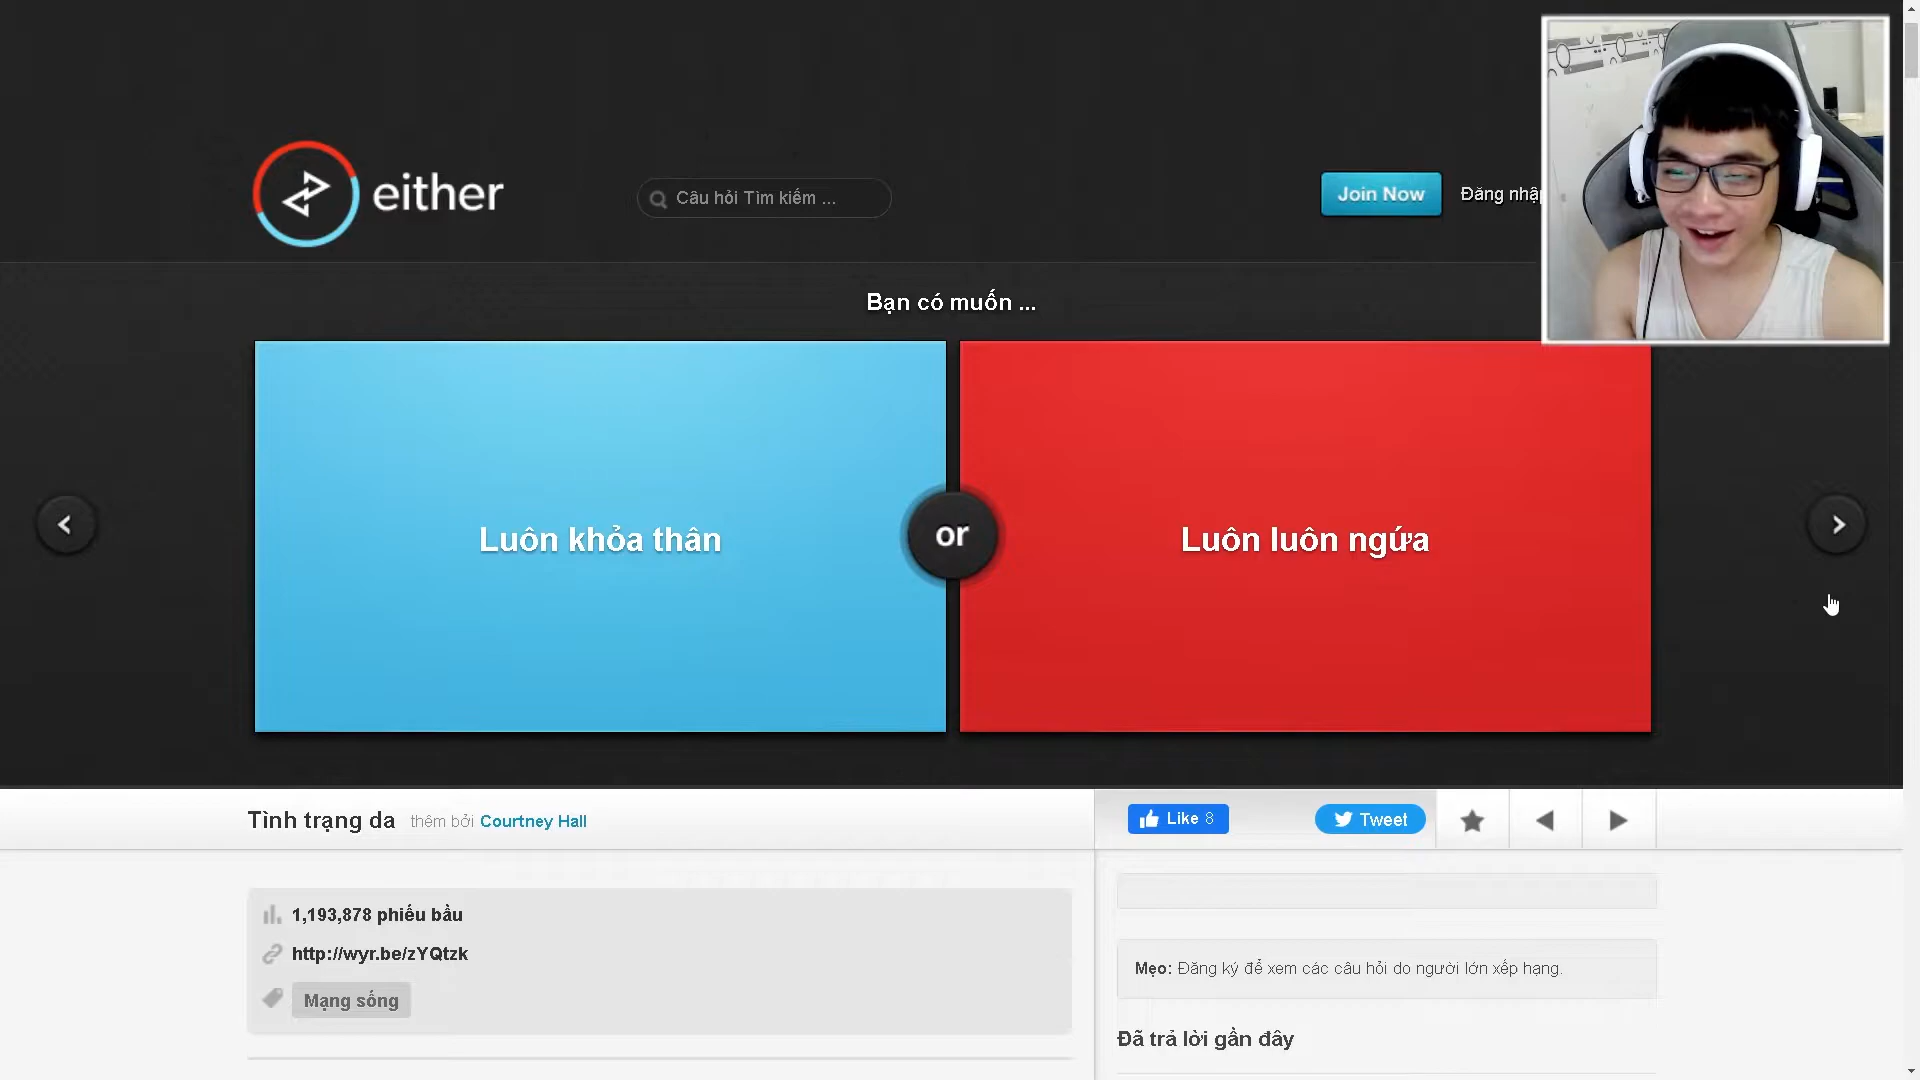 either
Câu hỏi Tìm kiếm ...
Join Now
Đăng nhập
Bạn có muốn ...
Luôn khỏa thân
or
Luôn luôn ngứa
Tình trạng da thêm bởi Courtney Hall
Like 8
Tweet
1,193,878 phiếu bầu
http://wyr.be/zYQtzk
Mạng sống
Mẹo: Đăng ký để xem các câu hỏi do người lớn xếp hạng.
Đã trả lời gần đây